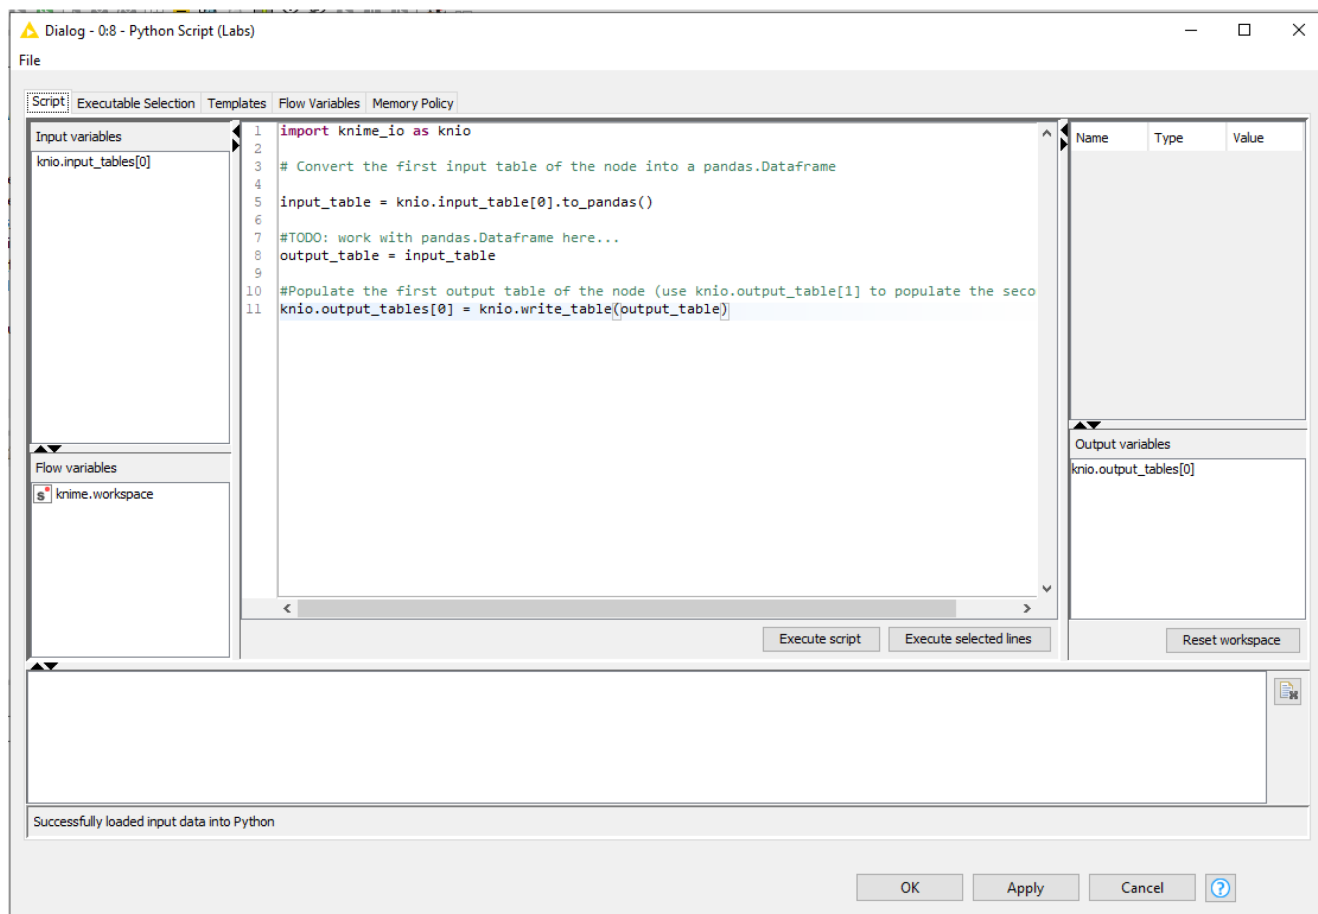 Dialog - 0:8 - Python Script (Labs)
File
Script Executable Selection Templates Flow Variables Memory Policy
Input variables
knio.input_tables[0]
Flow variables
s knime.workspace
1 import knime_io as knio
2
3 # Convert the first input table of the node into a pandas.Dataframe
4
5 input_table = knio.input_table[0].to_pandas()
6
7 #TODO: work with pandas.Dataframe here...
8 output_table = input_table
9
10 #Populate the first output table of the node (use knio.output_table[1] to populate the seco
11 knio.output_tables[0] = knio.write_table(output_table)
Execute script Execute selected lines
Name Type Value
Output variables
knio.output_tables[0]
Reset workspace
Successfully loaded input data into Python
OK Apply Cancel ?